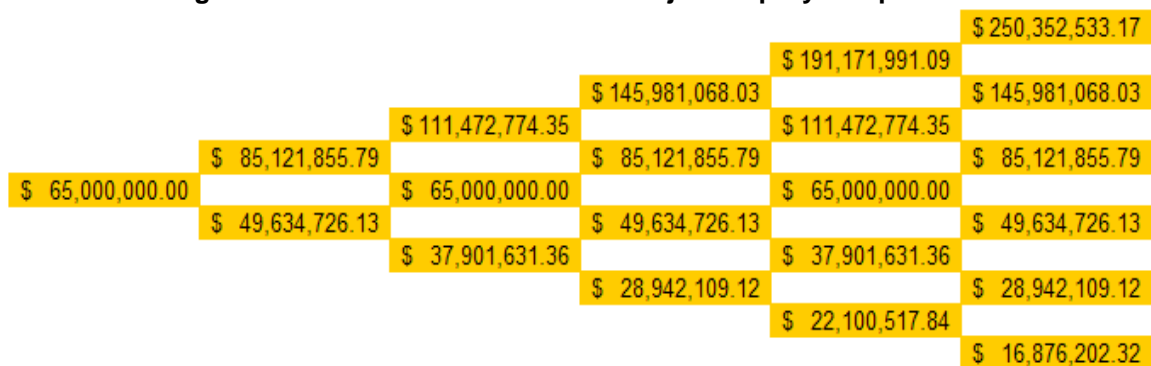 $ 250,352,533.17
$ 191,171,991.09
$ 145,981,068.03 $ 145,981,068.03
$ 111,472,774.35 $ 111,472,774.35
$ 85,121,855.79 $ 85,121,855.79 $ 85,121,855.79
$ 65,000,000.00 $ 65,000,000.00 $ 65,000,000.00
$ 49,634,726.13 $ 49,634,726.13 $ 49,634,726.13
$ 37,901,631.36 $ 37,901,631.36
$ 28,942,109.12 $ 28,942,109.12
$ 22,100,517.84
$ 16,876,202.32